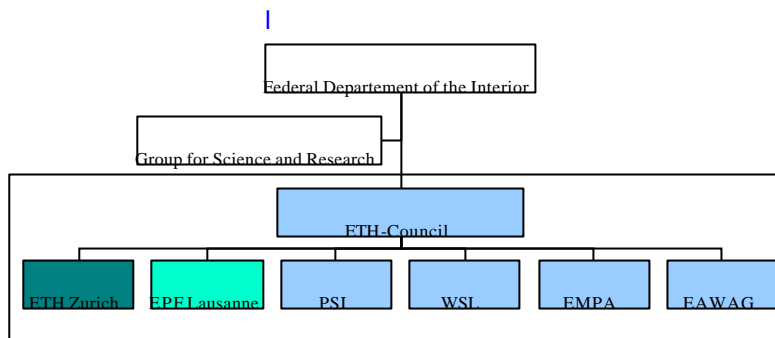 Federal Departement of the Interior
Group for Science and Research
ETH-Council
ETH Zurich
EPF Lausanne
PSI
WSL
EMPA
EAWAG